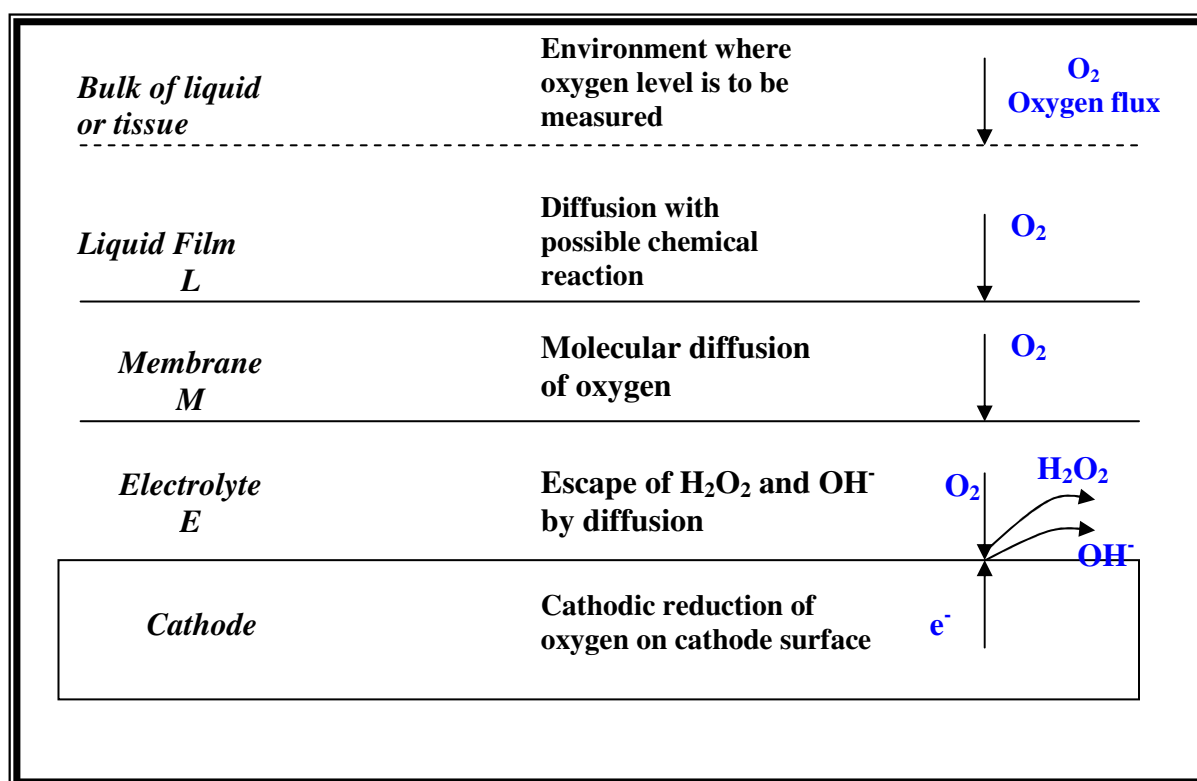 Bulk of liquid
or tissue
Environment where
oxygen level is to be
measured
O₂
Oxygen flux
Liquid Film
L
Diffusion with
possible chemical
reaction
O₂
Membrane
M
Molecular diffusion
of oxygen
O₂
Electrolyte
E
Escape of H₂O₂ and OH⁻
by diffusion
O₂
H₂O₂
OH⁻
Cathode
Cathodic reduction of
oxygen on cathode surface
e⁻